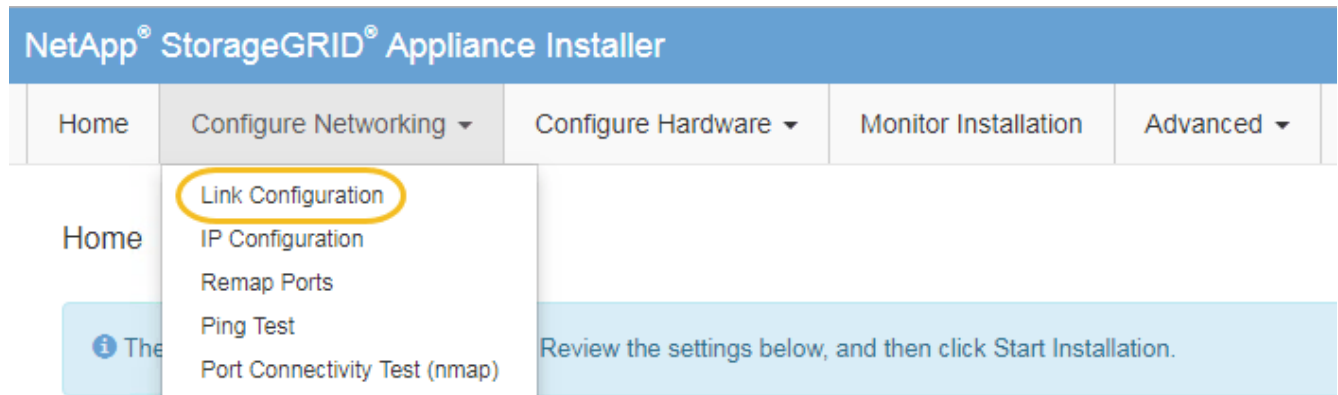 NetApp® StorageGRID® Appliance Installer
Home Configure Networking Configure Hardware Monitor Installation Advanced
Link Configuration
IP Configuration
Remap Ports
Ping Test
Port Connectivity Test (nmap)
Home
The Review the settings below, and then click Start Installation.